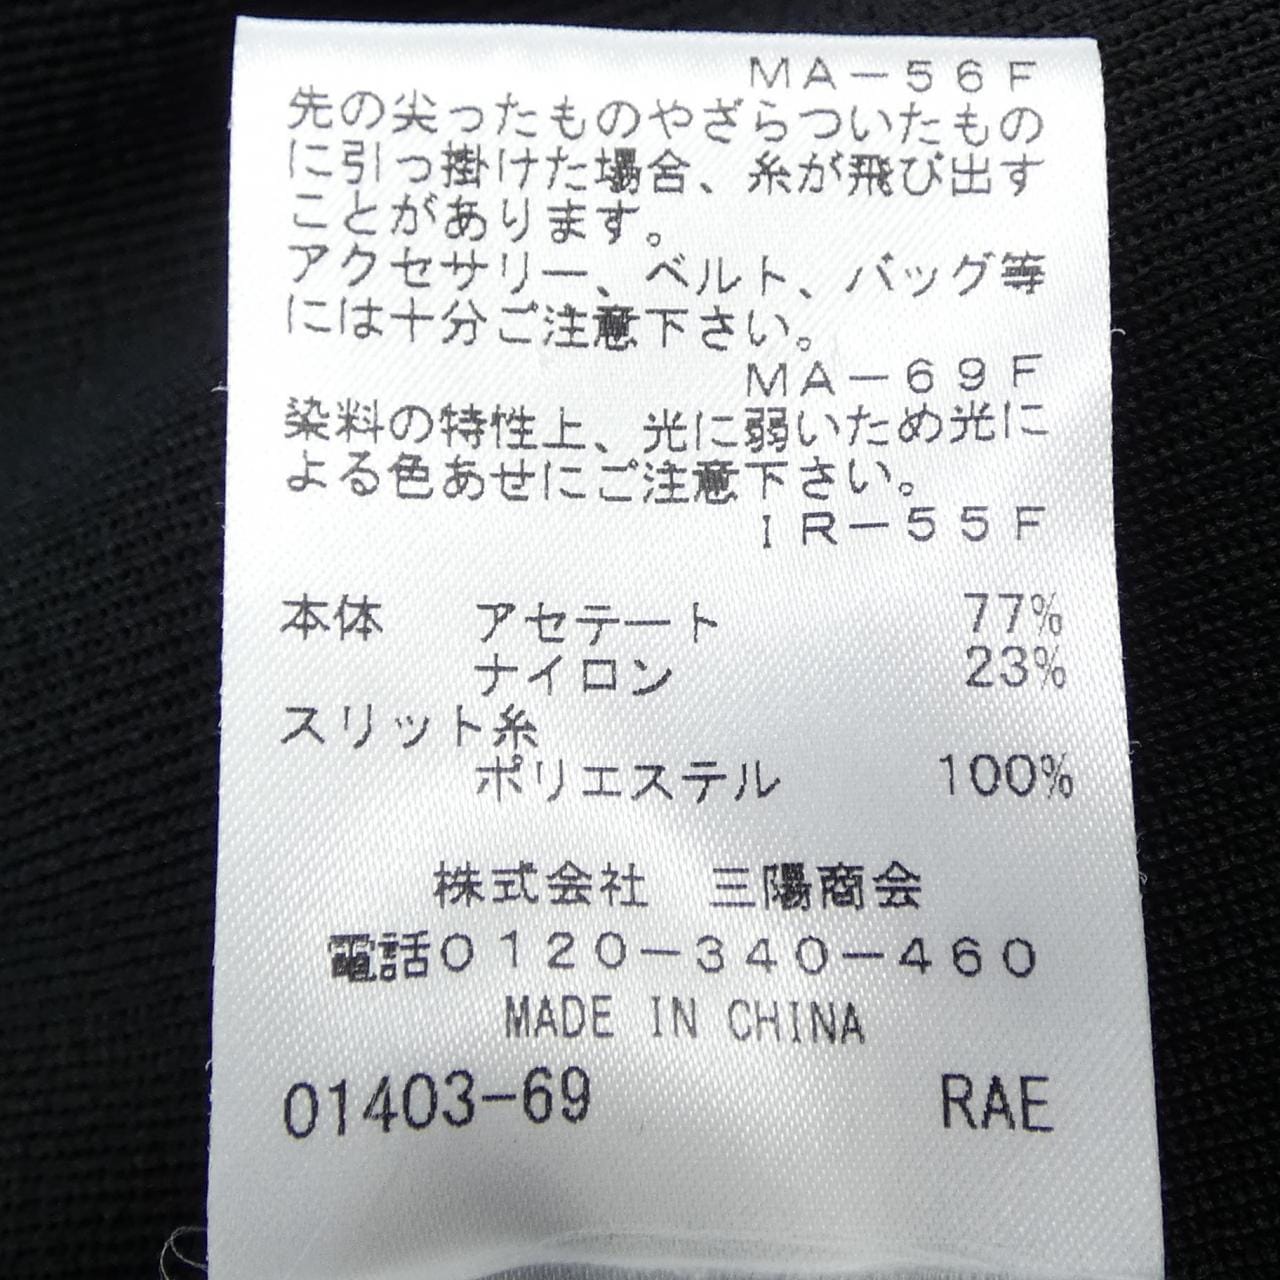 MA-56F
先の尖ったものやざらついたもの
に引っ掛けた場合、糸が飛び出す
ことがあります。
アクセサリー、ベルト、バッグ等
には十分ご注意下さい。
MA-69F
染料の特性上、光に弱いため光に
よる色あせにご注意下さい。
IR-55F
本体 アセテート 77%
ナイロン 23%
スリット糸
ポリエステル 100%
株式会社 三陽商会
電話0120-340-460
MADE IN CHINA
01403-69 RAE